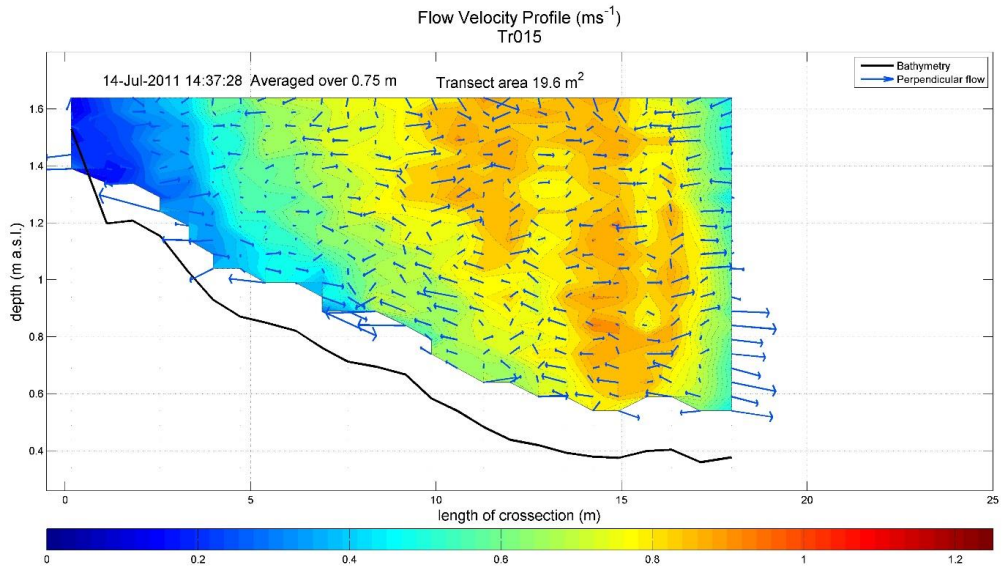 Flow Velocity Profile (ms⁻¹)
Tr015
14-Jul-2011 14:37:28 Averaged over 0.75 m
Transect area 19.6 m²
Bathymetry
Perpendicular flow
depth (m a.s.l.)
1.6
1.4
1.2
1
0.8
0.6
0.4
0
5
10
15
20
25
length of crossection (m)
0
0.2
0.4
0.6
0.8
1
1.2